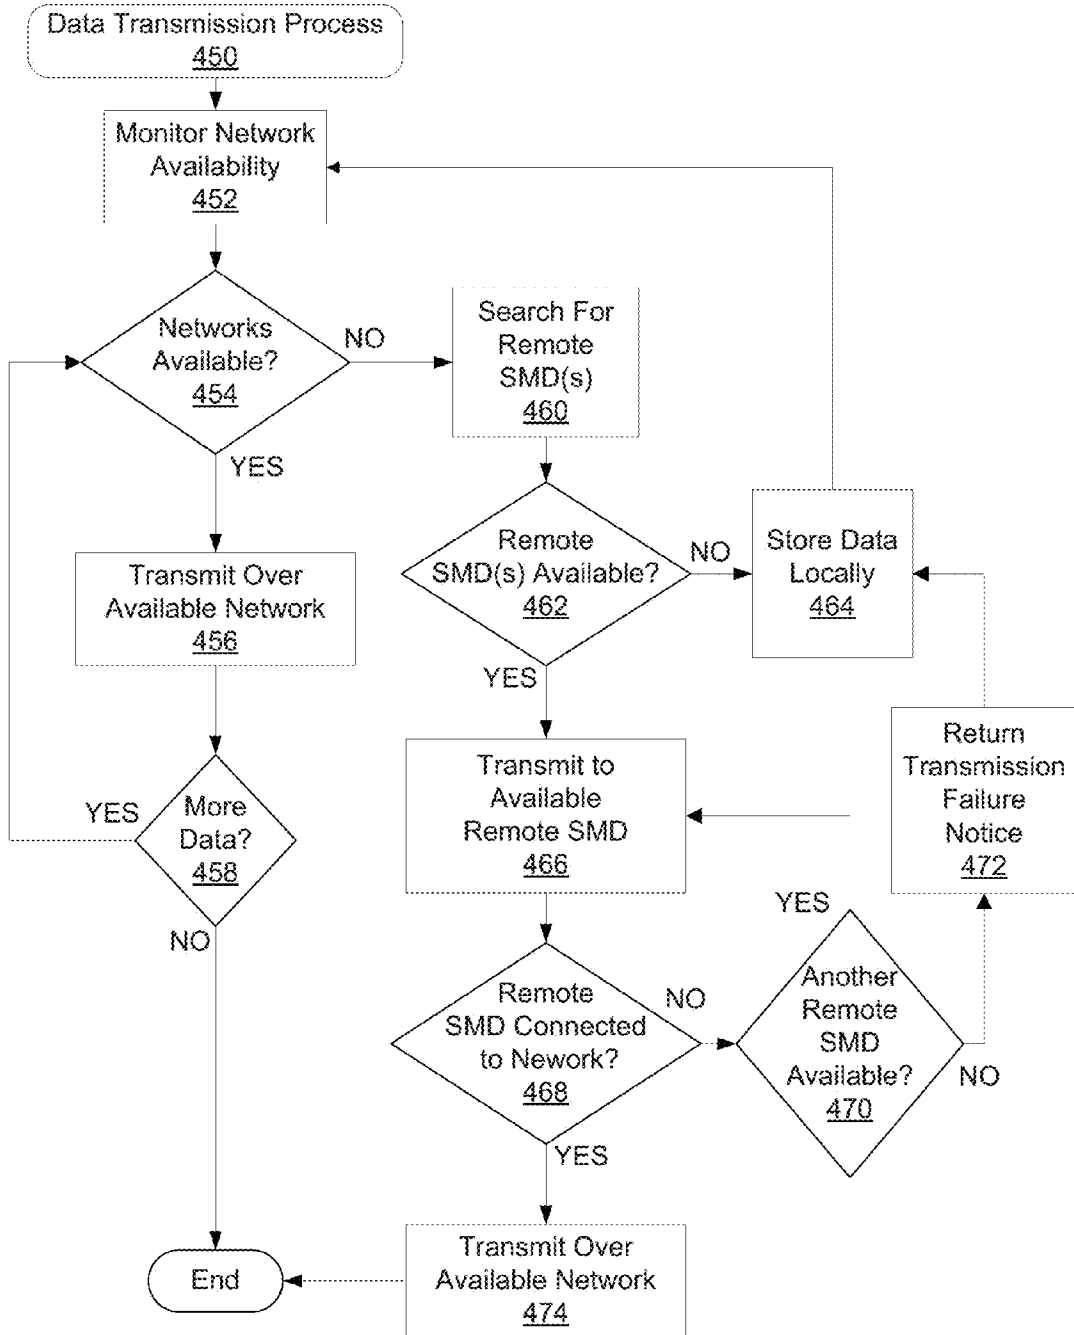 Data Transmission Process
450
Monitor Network
Availability
452
Networks
Available?
454
NO
YES
Search For
Remote
SMD(s)
460
Transmit Over
Available Network
456
Remote
SMD(s) Available?
462
NO
YES
Store Data
Locally
464
More
Data?
458
YES
NO
Transmit to
Available
Remote SMD
466
Return
Transmission
Failure
Notice
472
Remote
SMD Connected
to Nework?
468
NO
YES
Another
Remote
SMD
Available?
470
YES
NO
Transmit Over
Available Network
474
End